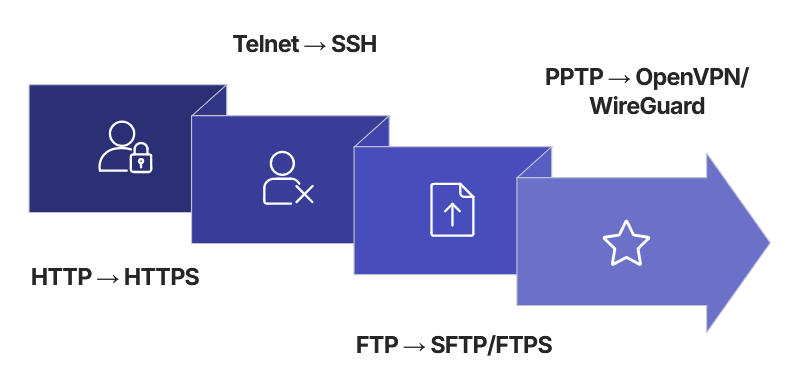 Telnet → SSH
PPTP → OpenVPN/
WireGuard
HTTP → HTTPS
FTP → SFTP/FTPS